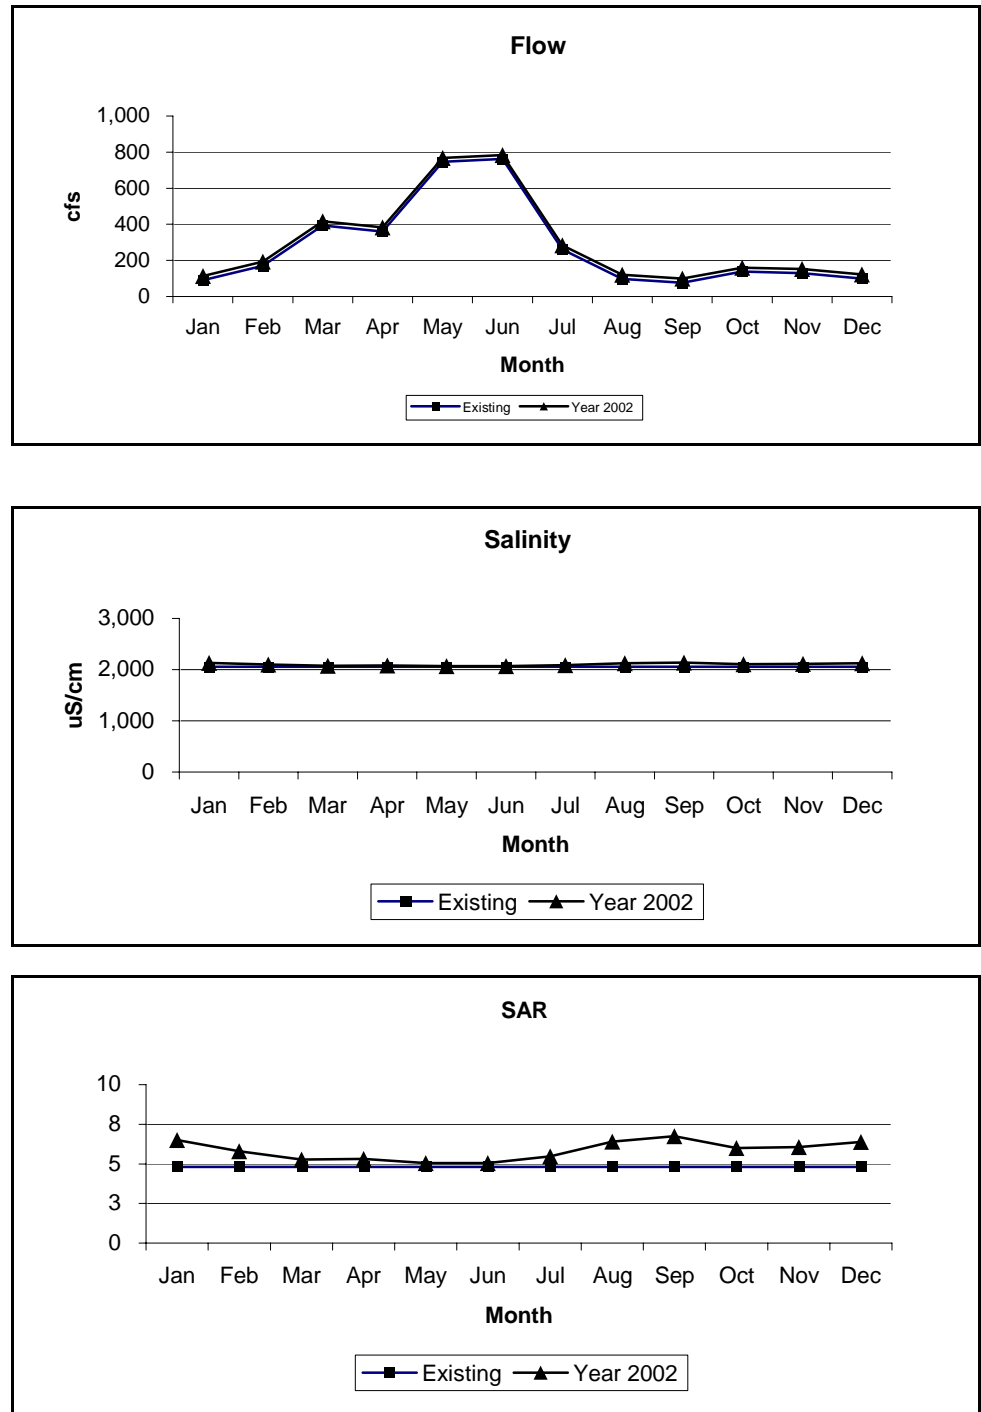 Flow
1,000
800
600
400
200
0
cfs
Jan Feb Mar Apr May Jun Jul Aug Sep Oct Nov Dec
Month
Existing Year 2002
Salinity
3,000
2,000
1,000
0
uS/cm
Jan Feb Mar Apr May Jun Jul Aug Sep Oct Nov Dec
Month
Existing Year 2002
SAR
10
8
5
3
0
Jan Feb Mar Apr May Jun Jul Aug Sep Oct Nov Dec
Month
Existing Year 2002